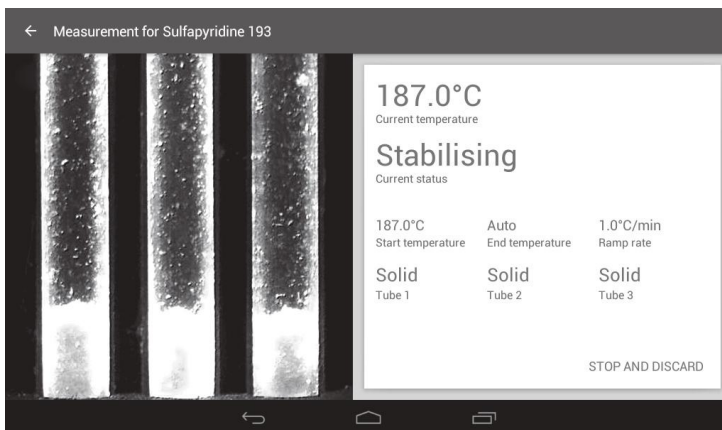 Measurement for Sulfapyridine 193
187.0°C
Current temperature
Stabilising
Current status
187.0°C Auto 1.0°C/min
Start temperature End temperature Ramp rate
Solid Solid Solid
Tube 1 Tube 2 Tube 3
STOP AND DISCARD